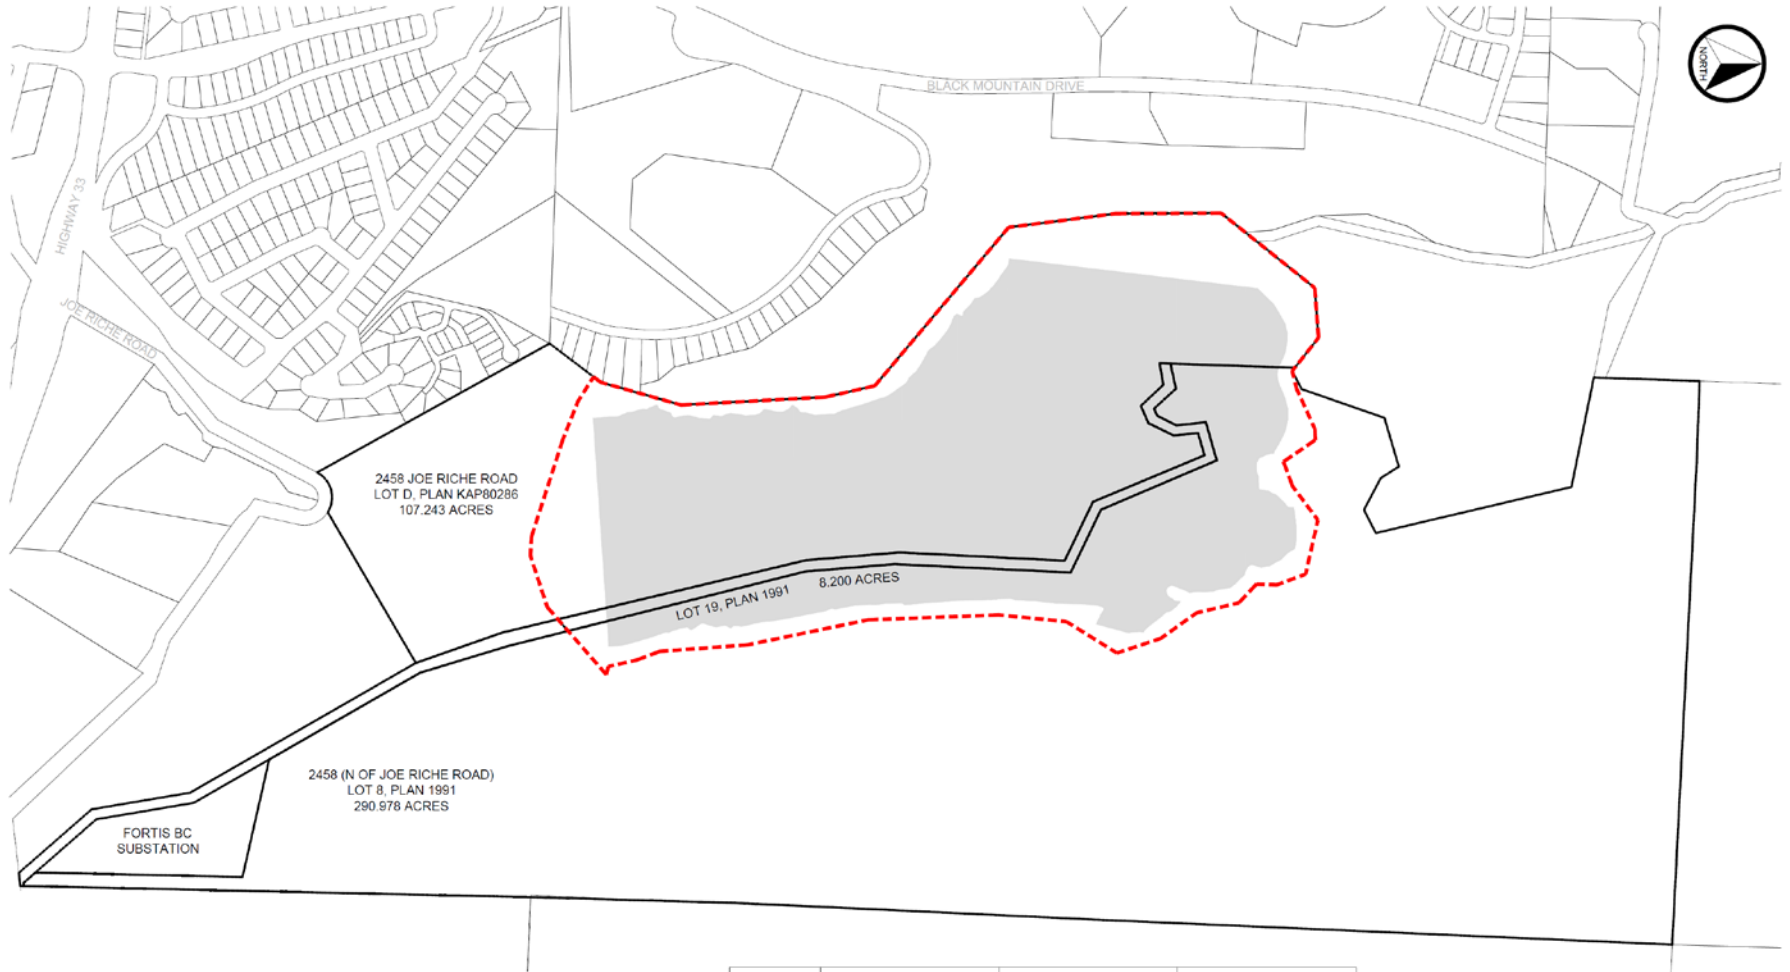 BLACK MOUNTAIN DRIVE
NORTH
HIGHWAY 33
JOE RICHE ROAD
2458 JOE RICHE ROAD
LOT D, PLAN KAP80286
107.243 ACRES
LOT 19, PLAN 1991
8.200 ACRES
2458 (N OF JOE RICHE ROAD)
LOT 8, PLAN 1991
290.978 ACRES
FORTIS BC
SUBSTATION